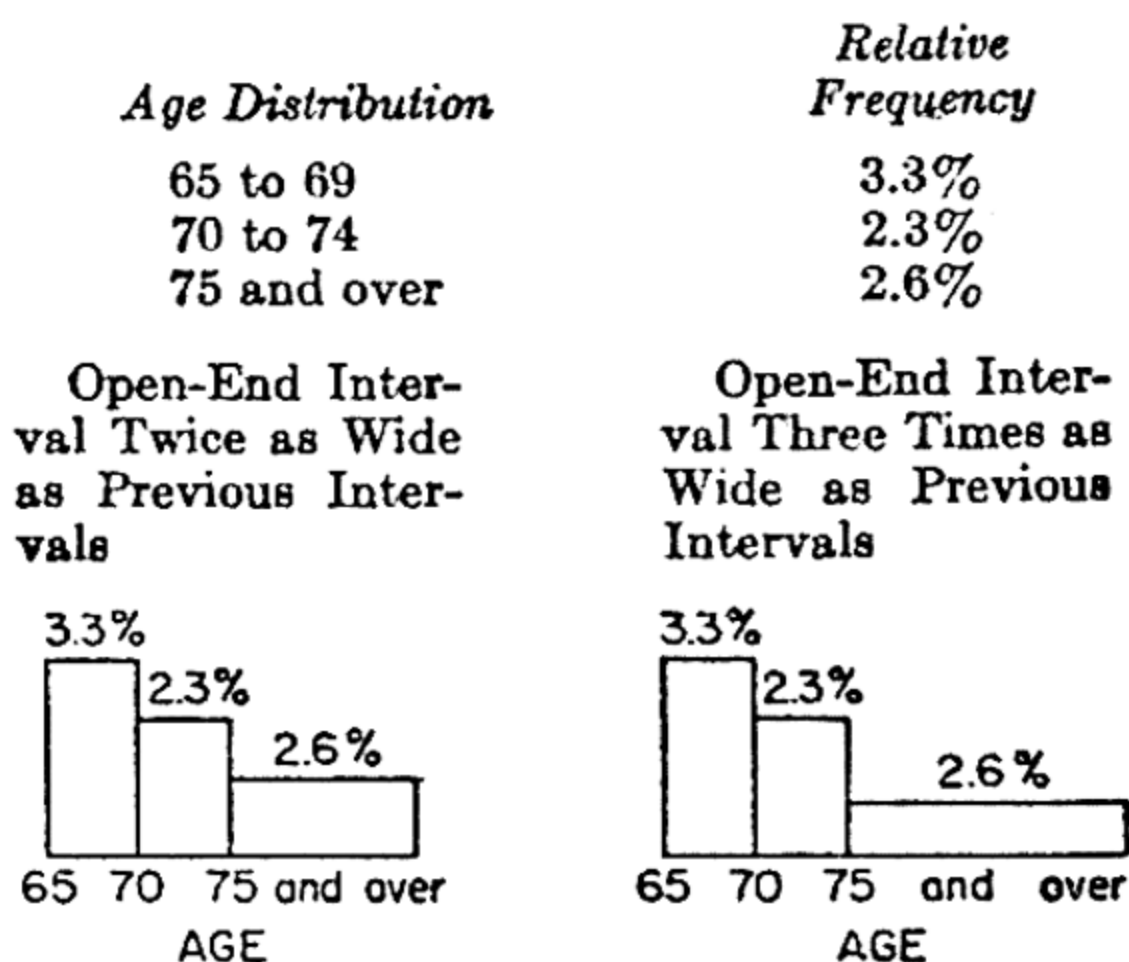 Age Distribution
Relative
Frequency
65 to 69 3.3%
70 to 74 2.3%
75 and over 2.6%
Open-End Inter-
val Twice as Wide
as Previous Inter-
vals
Open-End Inter-
val Three Times as
Wide as Previous
Intervals
3.3%
2.3%
2.6%
65 70 75 and over
AGE
3.3%
2.3%
2.6%
65 70 75 and over
AGE